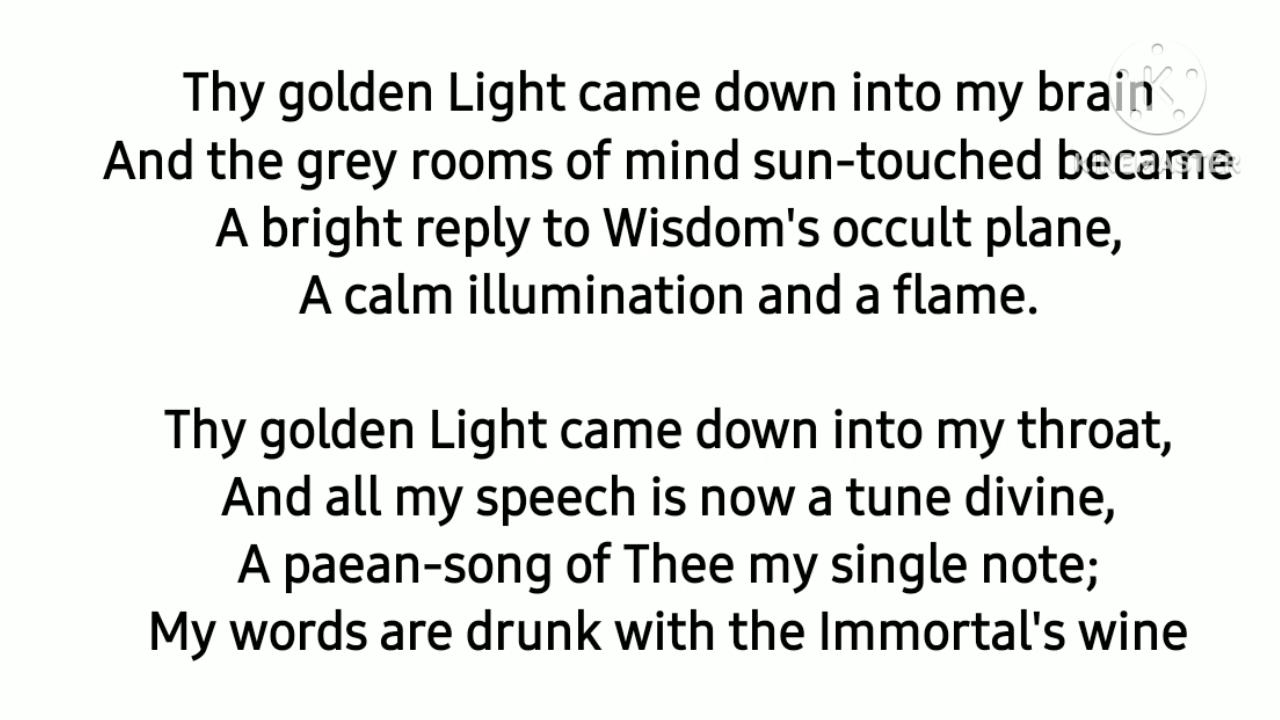 Thy golden Light came down into my brain
And the grey rooms of mind sun-touched became
A bright reply to Wisdom's occult plane,
A calm illumination and a flame.
Thy golden Light came down into my throat,
And all my speech is now a tune divine,
A paean-song of Thee my single note;
My words are drunk with the Immortal's wine
KINEMASTER